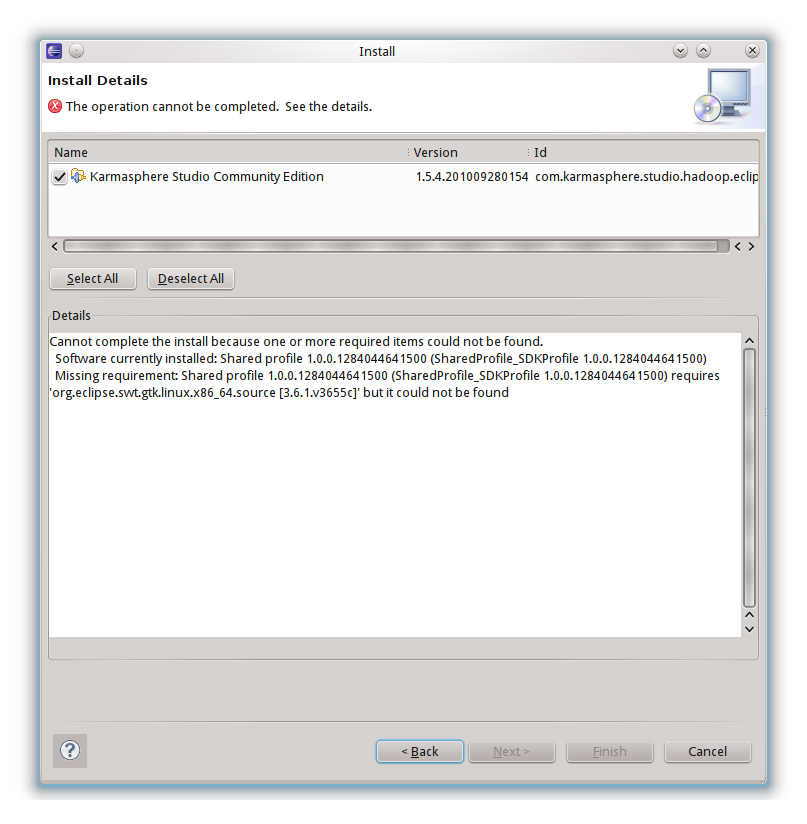 Install
Install Details
The operation cannot be completed.  See the details.
Name Version Id
Karmasphere Studio Community Edition 1.5.4.201009280154 com.karmasphere.studio.hadoop.eclip
Select All Deselect All
Details
Cannot complete the install because one or more required items could not be found.
Software currently installed: Shared profile 1.0.0.1284044641500 (SharedProfile_SDKProfile 1.0.0.1284044641500)
Missing requirement: Shared profile 1.0.0.1284044641500 (SharedProfile_SDKProfile 1.0.0.1284044641500) requires
'org.eclipse.swt.gtk.linux.x86_64.source [3.6.1.v3655c]' but it could not be found
? < Back Next > Finish Cancel